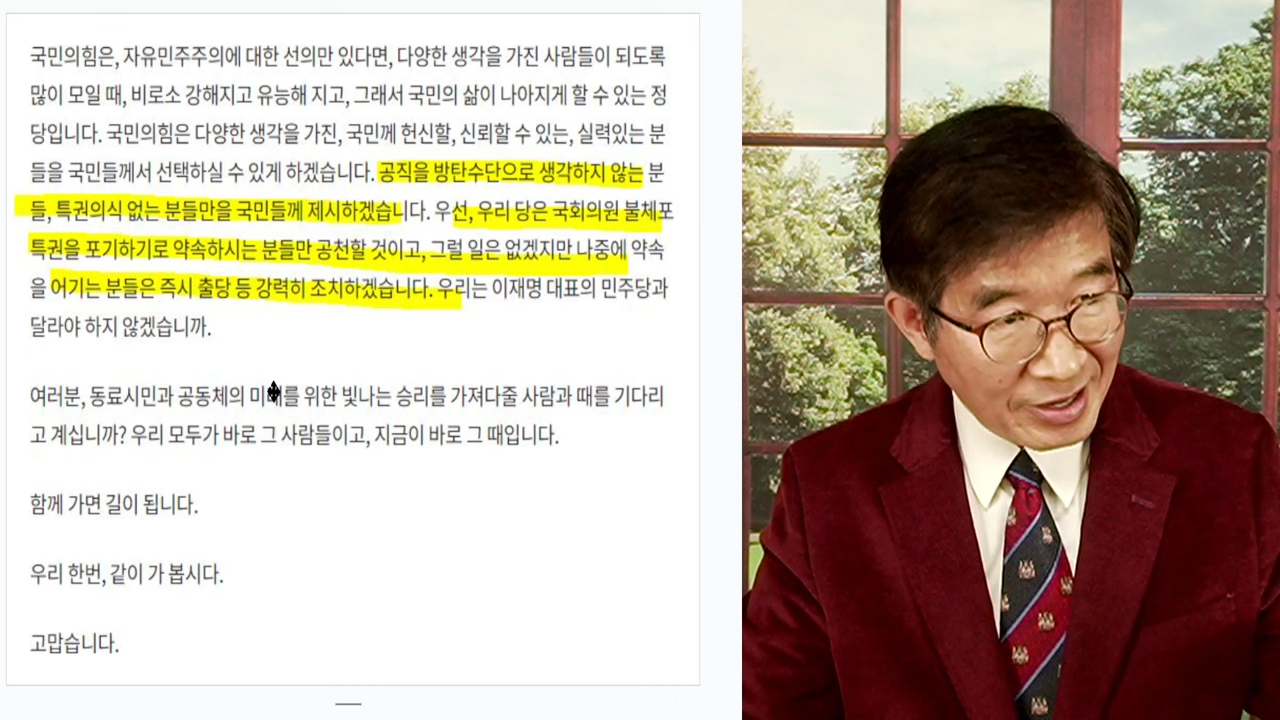 국민의힘은, 자유민주주의에 대한 선의만 있다면, 다양한 생각을 가진 사람들이 되도록
많이 모일 때, 비로소 강해지고 유능해 지고, 그래서 국민의 삶이 나아지게 할 수 있는 정
당입니다. 국민의힘은 다양한 생각을 가진, 국민께 헌신할, 신뢰할 수 있는, 실력있는 분
들을 국민들께서 선택하실 수 있게 하겠습니다. 공직을 방탄수단으로 생각하지 않는 분
들, 특권의식 없는 분들만을 국민들께 제시하겠습니다. 우선, 우리 당은 국회의원 불체포
특권을 포기하기로 약속하시는 분들만 공천할 것이고, 그럴 일은 없겠지만 나중에 약속
을 어기는 분들은 즉시 출당 등 강력히 조치하겠습니다. 우리는 이재명 대표의 민주당과
달라야 하지 않겠습니까.
여러분, 동료시민과 공동체의 미래를 위한 빛나는 승리를 가져다줄 사람과 때를 기다리
고 계십니까? 우리 모두가 바로 그 사람들이고, 지금이 바로 그 때입니다.
함께 가면 길이 됩니다.
우리 한번, 같이 가 봅시다.
고맙습니다.